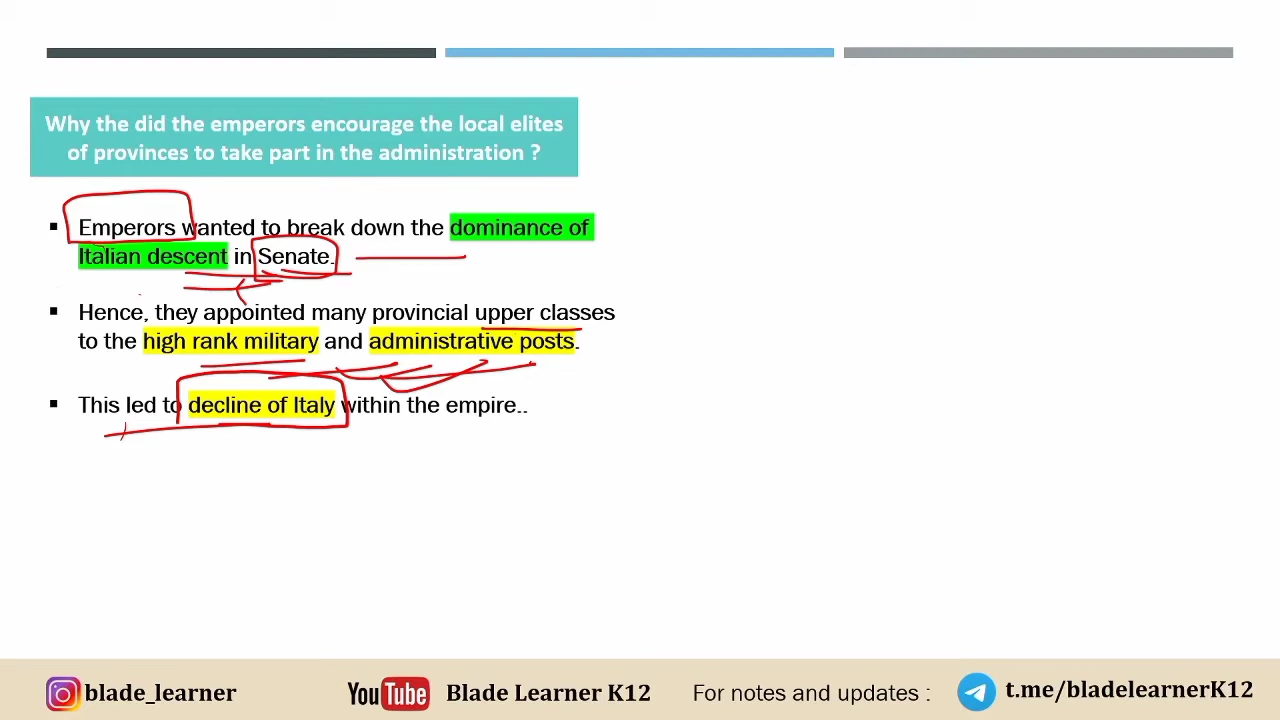 Why the did the emperors encourage the local elites
of provinces to take part in the administration ?
▪ Emperors wanted to break down the dominance of
Italian descent in Senate.
▪ Hence, they appointed many provincial upper classes
to the high rank military and administrative posts.
▪ This led to decline of Italy within the empire..
blade_learner YouTube Blade Learner K12 For notes and updates : t.me/bladelearnerK12